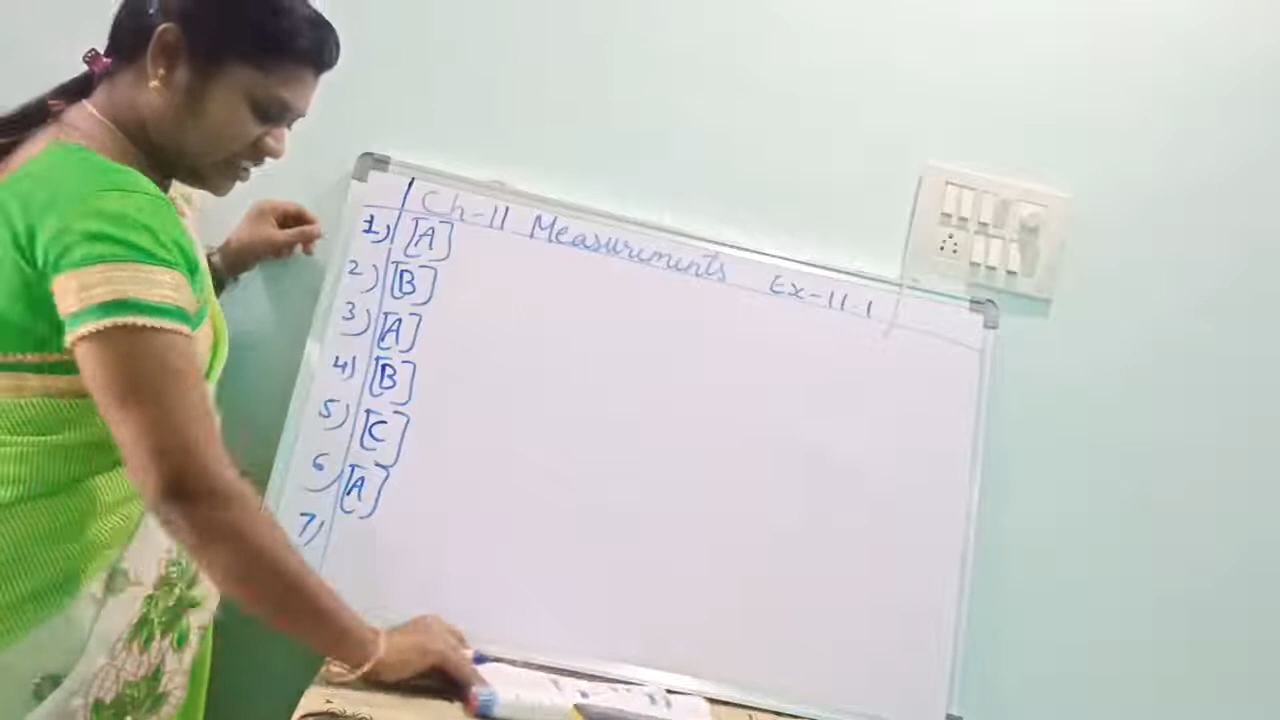 Ch-11 Measurements Ex-11.1
1) [A]
2) [B]
3) [A]
4) [B]
5) [C]
6) [A]
7)